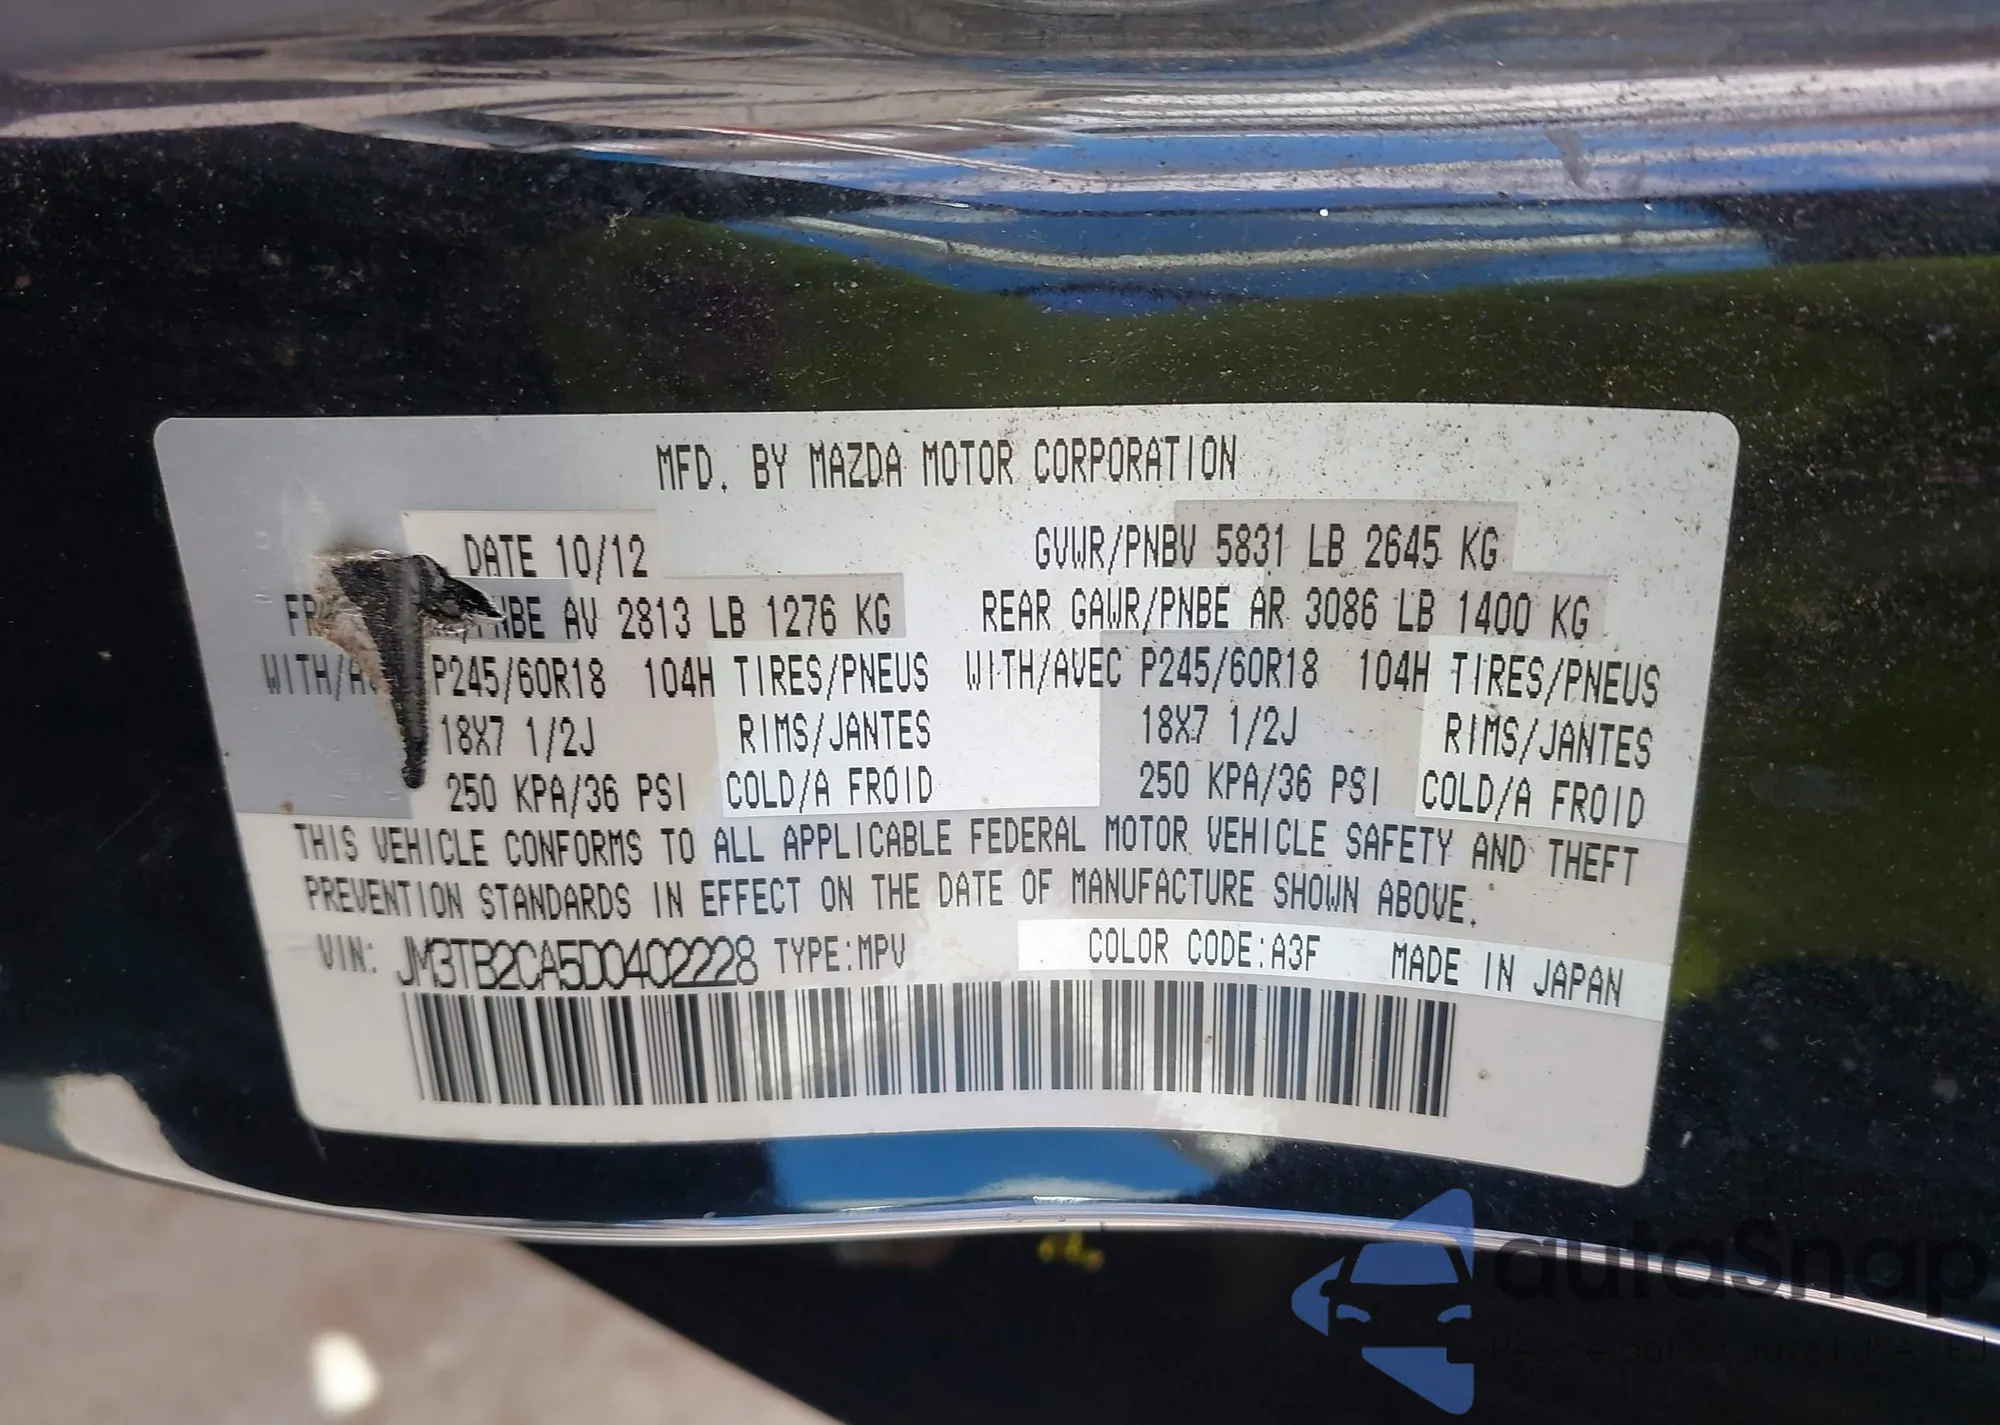 MFD. BY MAZDA MOTOR CORPORATION
DATE 10/12 GVWR/PNBV 5831 LB 2645 KG
AV 2813 LB 1276 KG REAR GAWR/PNBE AR 3086 LB 1400 KG
P245/60R18 104H TIRES/PNEUS WITH/AVEC P245/60R18 104H TIRES/PNEUS
18X7 1/2J RIMS/JANTES 18X7 1/2J RIMS/JANTES
250 KPA/36 PSI COLD/A FROID 250 KPA/36 PSI COLD/A FROID
THIS VEHICLE CONFORMS TO ALL APPLICABLE FEDERAL MOTOR VEHICLE SAFETY AND THEFT
PREVENTION STANDARDS IN EFFECT ON THE DATE OF MANUFACTURE SHOWN ABOVE.
VIN: JM3TB2CA5D0402228 TYPE:MPV COLOR CODE:A3F MADE IN JAPAN
autoSnap